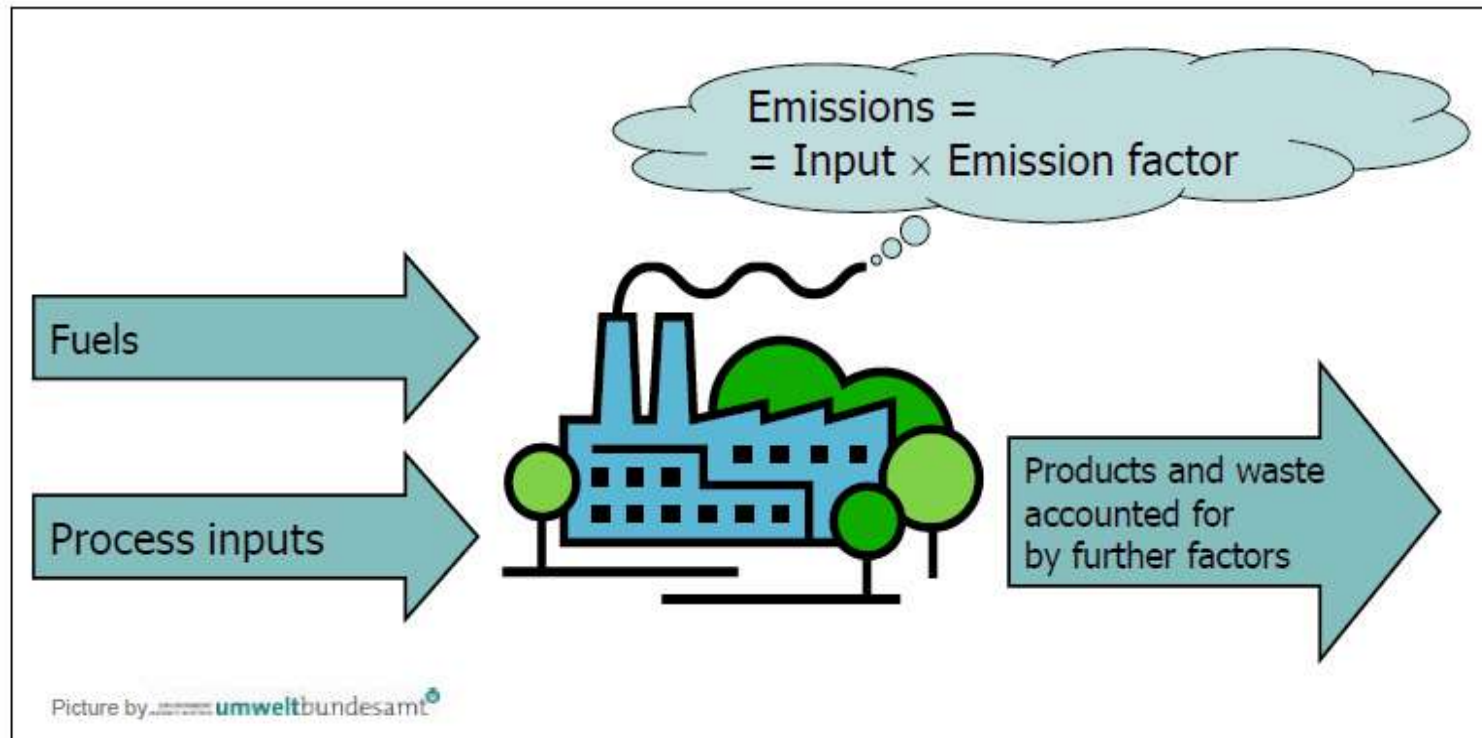 Emissions =
= Input × Emission factor
Fuels
Process inputs
Products and waste
accounted for
by further factors
Picture by umweltbundesamt